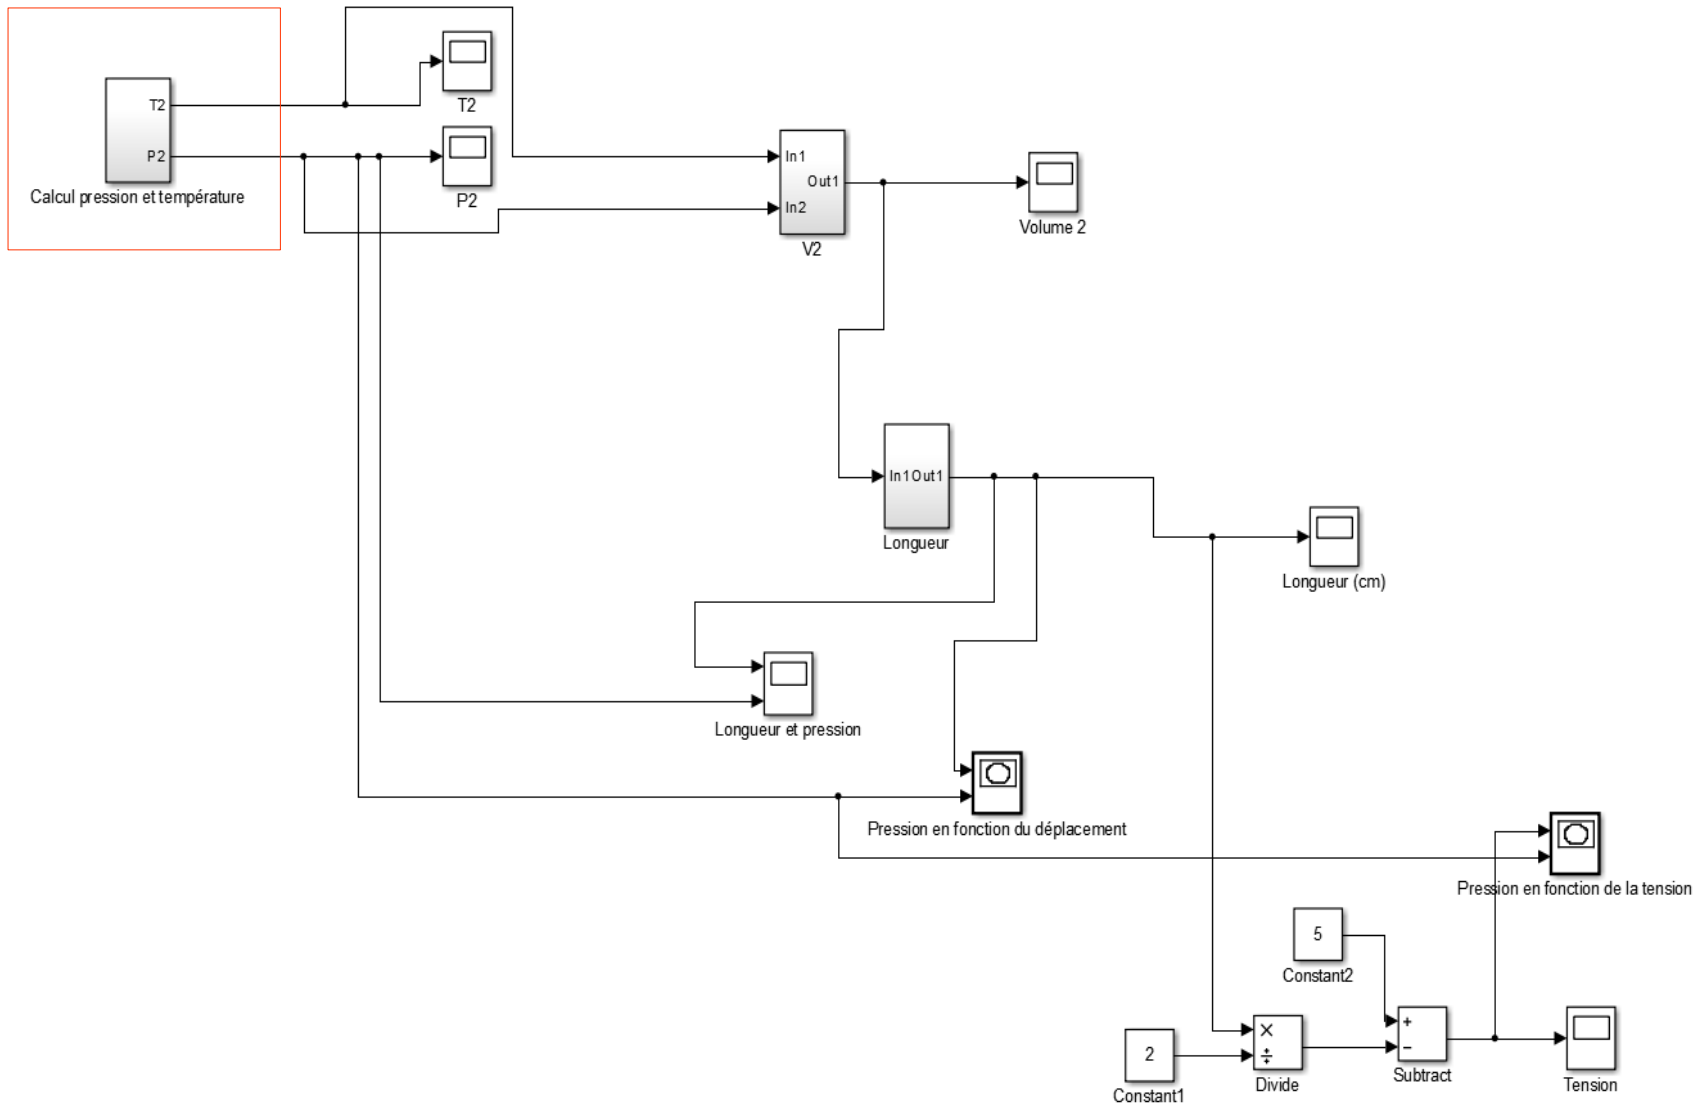 T2
P2
Calcul pression et température
T2
P2
In1
Out1
In2
V2
Volume 2
In1 Out1
Longueur
Longueur (cm)
Longueur et pression
Pression en fonction du déplacement
Pression en fonction de la tension
5
Constant2
2
Constant1
×
÷
Divide
+
−
Subtract
Tension